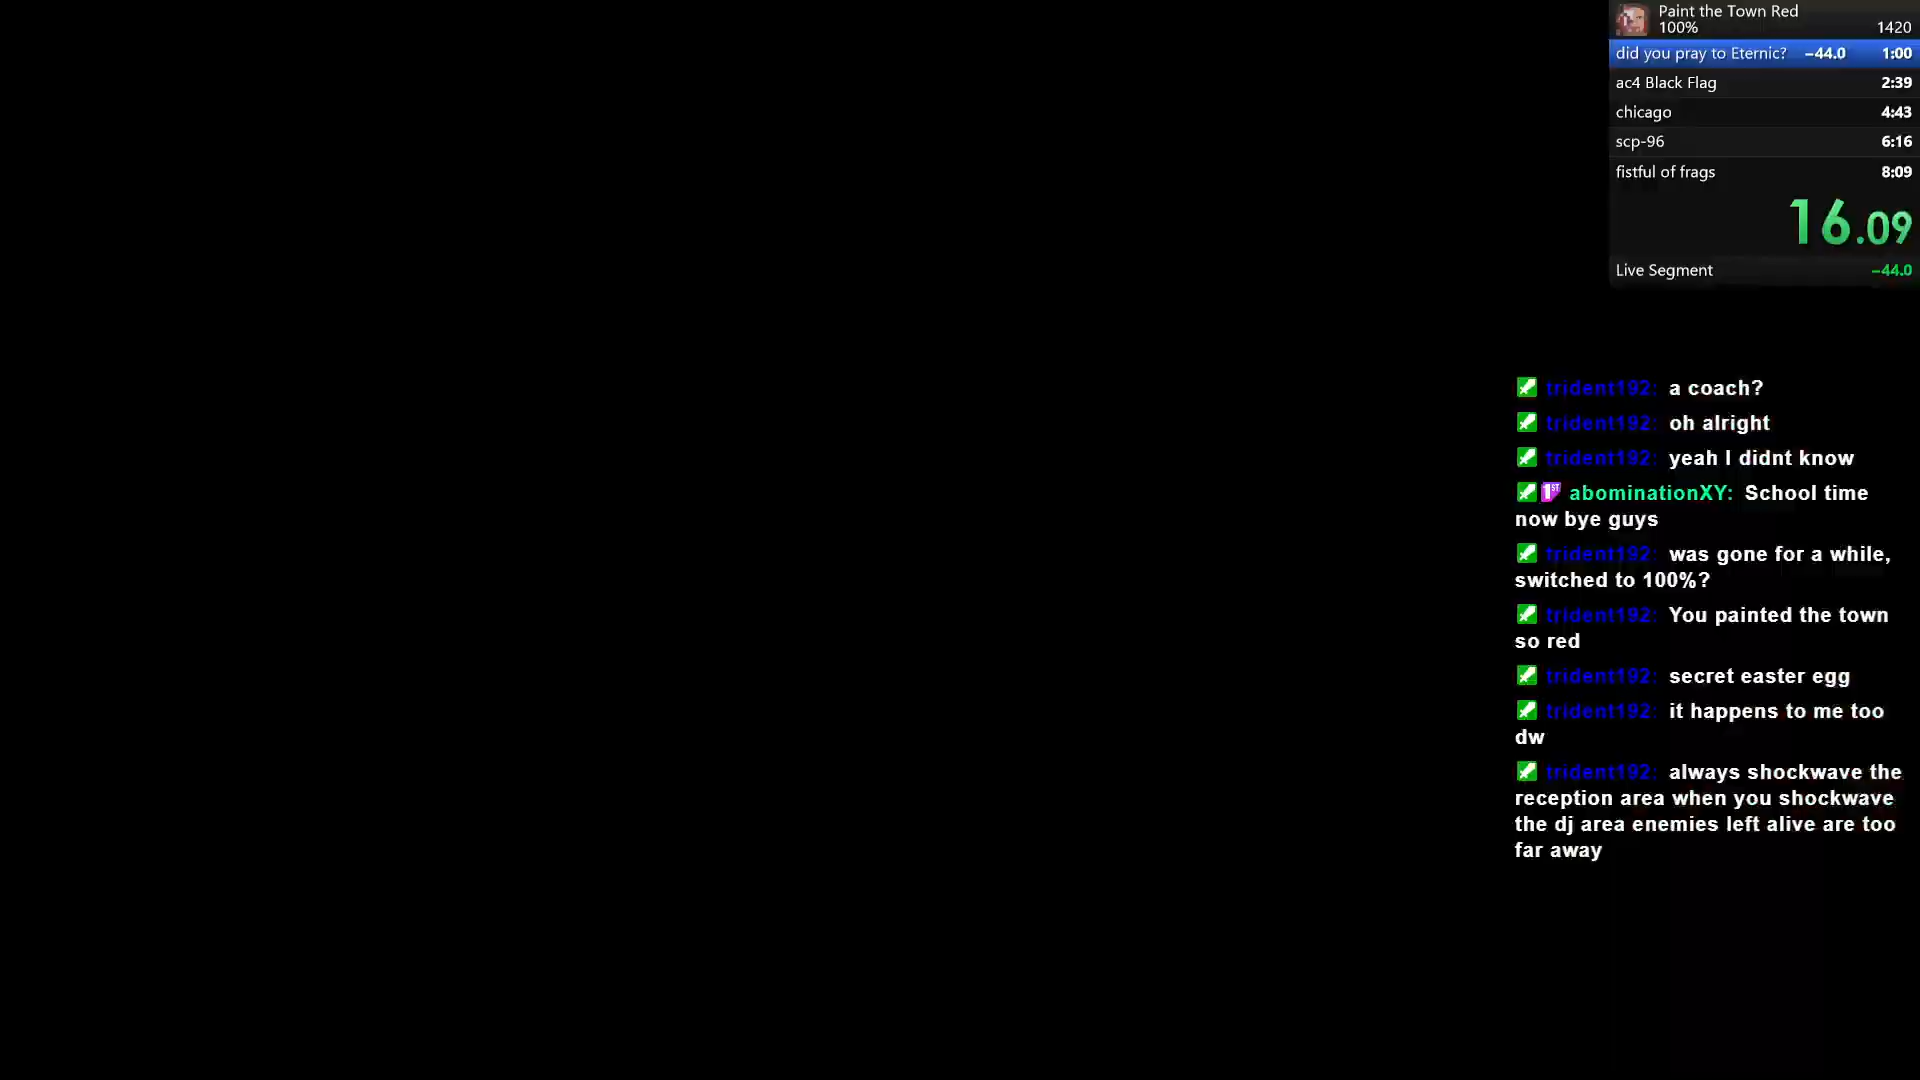 Paint the Town Red
100% 1420
did you pray to Eternic? −44.0 1:00
ac4 Black Flag 2:39
chicago 4:43
scp-96 6:16
fistful of frags 8:09
16.09
Live Segment −44.0
trident192: a coach?
trident192: oh alright
trident192: yeah I didnt know
1ST abominationXY: School time
now bye guys
trident192: was gone for a while,
switched to 100%?
trident192: You painted the town
so red
trident192: secret easter egg
trident192: it happens to me too
dw
trident192: always shockwave the
reception area when you shockwave
the dj area enemies left alive are too
far away